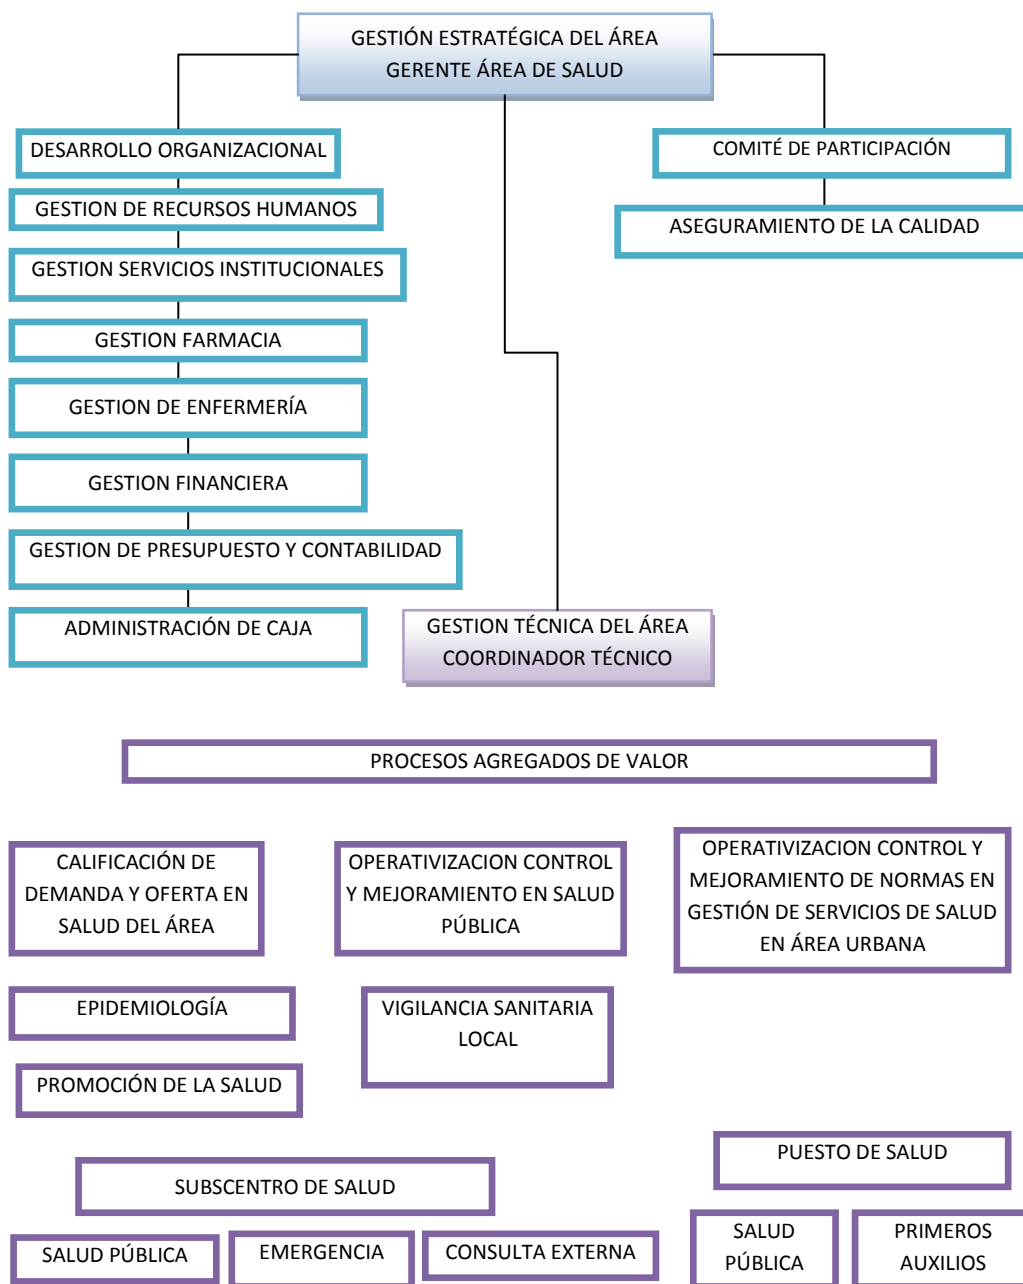 GESTIÓN ESTRATÉGICA DEL ÁREA
GERENTE ÁREA DE SALUD
DESARROLLO ORGANIZACIONAL
GESTION DE RECURSOS HUMANOS
GESTION SERVICIOS INSTITUCIONALES
GESTION FARMACIA
GESTION DE ENFERMERÍA
GESTION FINANCIERA
GESTION DE PRESUPUESTO Y CONTABILIDAD
ADMINISTRACIÓN DE CAJA
COMITÉ DE PARTICIPACIÓN
ASEGURAMIENTO DE LA CALIDAD
GESTION TÉCNICA DEL ÁREA
COORDINADOR TÉCNICO
PROCESOS AGREGADOS DE VALOR
CALIFICACIÓN DE
DEMANDA Y OFERTA EN
SALUD DEL ÁREA
OPERATIVIZACION CONTROL
Y MEJORAMIENTO EN SALUD
PÚBLICA
OPERATIVIZACION CONTROL Y
MEJORAMIENTO DE NORMAS EN
GESTIÓN DE SERVICIOS DE SALUD
EN ÁREA URBANA
EPIDEMIOLOGÍA
VIGILANCIA SANITARIA
LOCAL
PROMOCIÓN DE LA SALUD
SUBSCENTRO DE SALUD
SALUD PÚBLICA
EMERGENCIA
CONSULTA EXTERNA
PUESTO DE SALUD
SALUD
PÚBLICA
PRIMEROS
AUXILIOS